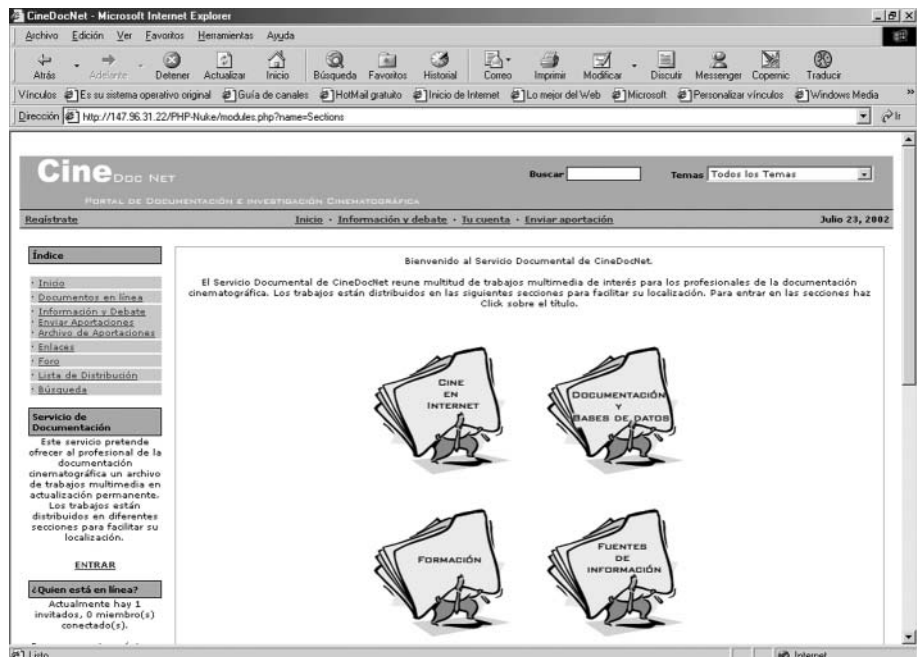 CineDocNet - Microsoft Internet Explorer
Archivo Edición Ver Favoritos Herramientas Ayuda
Atrás Adelante Detener Actualizar Inicio Búsqueda Favoritos Historial Correo Imprimir Modificar Discutir Messenger Copernic Traducir
Vínculos Es su sistema operativo original Guía de canales HotMail gratuito Inicio de Internet Lo mejor del Web Microsoft Personalizar vínculos Windows Media »
Dirección http://147.96.31.22/PHP-Nuke/modules.php?name=Sections Ir
Cine Doc Net
Portal de Documentación e Investigación Cinematográfica
Buscar Temas Todos los Temas
Regístrate Inicio · Información y debate · Tu cuenta · Enviar aportación Julio 23, 2002
Índice
· Inicio
· Documentos en línea
· Información y Debate
· Enviar Aportaciones
· Archivo de Aportaciones
· Enlaces
· Foro
· Lista de Distribución
· Búsqueda
Servicio de
Documentación
Este servicio pretende
ofrecer al profesional de la
documentación
cinematográfica un archivo
de trabajos multimedia en
actualización permanente.
Los trabajos están
distribuidos en diferentes
secciones para facilitar su
localización.
ENTRAR
¿Quien está en línea?
Actualmente hay 1
invitados, 0 miembro(s)
conectado(s).
Bienvenido al Servicio Documental de CineDocNet.
El Servicio Documental de CineDocNet reune multitud de trabajos multimedia de interés para los profesionales de la documentación
cinematográfica. Los trabajos están distribuidos en las siguientes secciones para facilitar su localización. Para entrar en las secciones haz
Click sobre el título.
Cine
en
Internet
Documentación
y
Bases de datos
Formación
Fuentes
de
información
Listo Internet